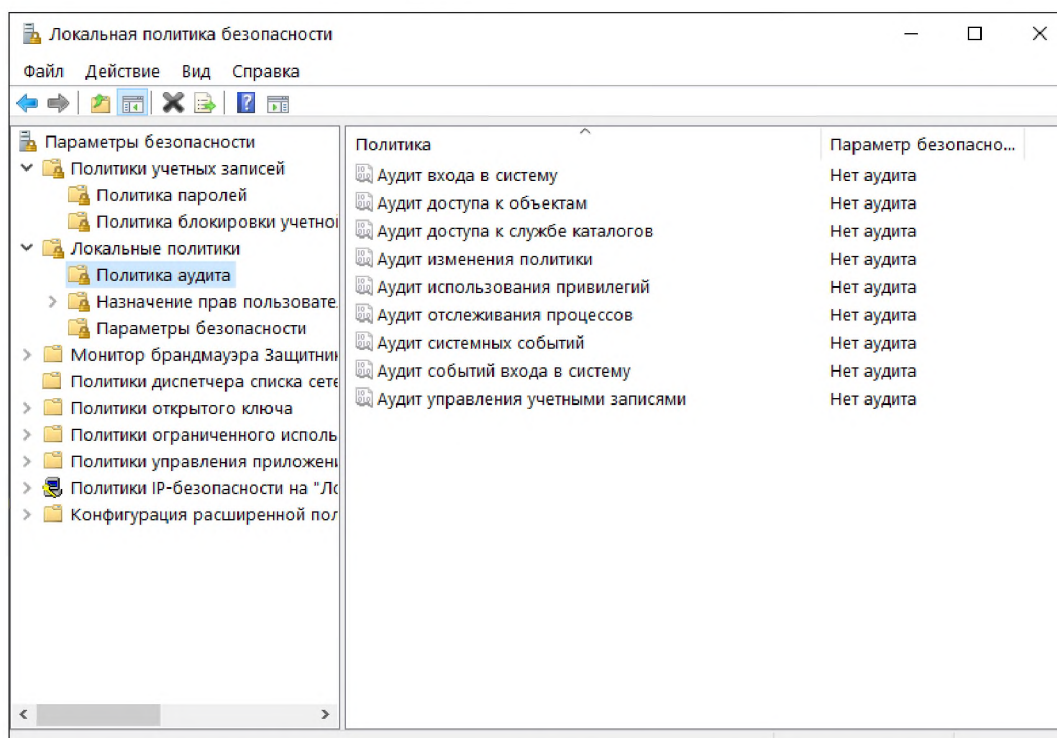 Локальная политика безопасности
Файл Действие Вид Справка
Параметры безопасности
Политики учетных записей
Политика паролей
Политика блокировки учетной
Локальные политики
Политика аудита
Назначение прав пользовате
Параметры безопасности
Монитор брандмауэра Защитник
Политики диспетчера списка сете
Политики открытого ключа
Политики ограниченного исполь
Политики управления приложени
Политики IP-безопасности на "Ло
Конфигурация расширенной пол
Политика Параметр безопасно...
Аудит входа в систему Нет аудита
Аудит доступа к объектам Нет аудита
Аудит доступа к службе каталогов Нет аудита
Аудит изменения политики Нет аудита
Аудит использования привилегий Нет аудита
Аудит отслеживания процессов Нет аудита
Аудит системных событий Нет аудита
Аудит событий входа в систему Нет аудита
Аудит управления учетными записями Нет аудита